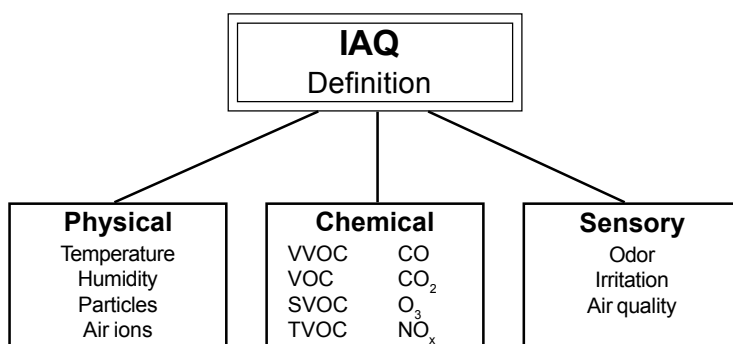 IAQ
Definition
Physical
Temperature
Humidity
Particles
Air ions
Chemical
VVOC CO
VOC CO₂
SVOC O₃
TVOC NOₓ
Sensory
Odor
Irritation
Air quality